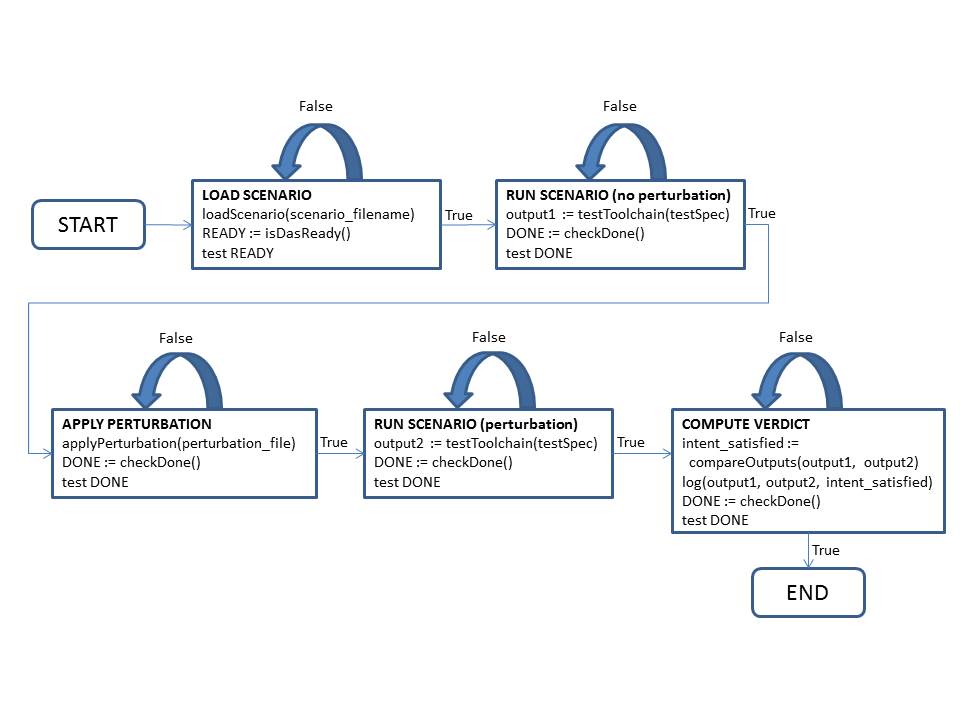 False
False
START
LOAD SCENARIO
loadScenario(scenario_filename)
READY := isDasReady()
test READY
True
RUN SCENARIO (no perturbation)
output1 := testToolchain(testSpec)
DONE := checkDone()
test DONE
True
False
False
False
APPLY PERTURBATION
applyPerturbation(perturbation_file)
DONE := checkDone()
test DONE
True
RUN SCENARIO (perturbation)
output2 := testToolchain(testSpec)
DONE := checkDone()
test DONE
True
COMPUTE VERDICT
intent_satisfied :=
compareOutputs(output1, output2)
log(output1, output2, intent_satisfied)
DONE := checkDone()
test DONE
True
END